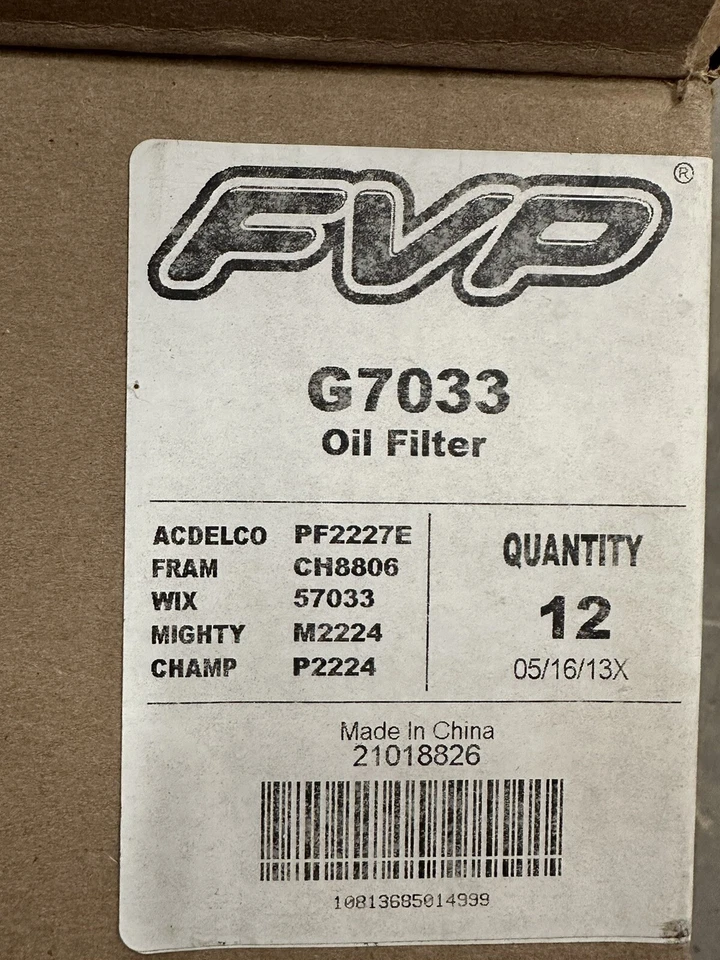 FVP®
G7033
Oil Filter
ACDELCO PF2227E
FRAM CH8806
WIX 57033
MIGHTY M2224
CHAMP P2224
QUANTITY
12
05/16/13X
Made In China
21018826
10813685014999